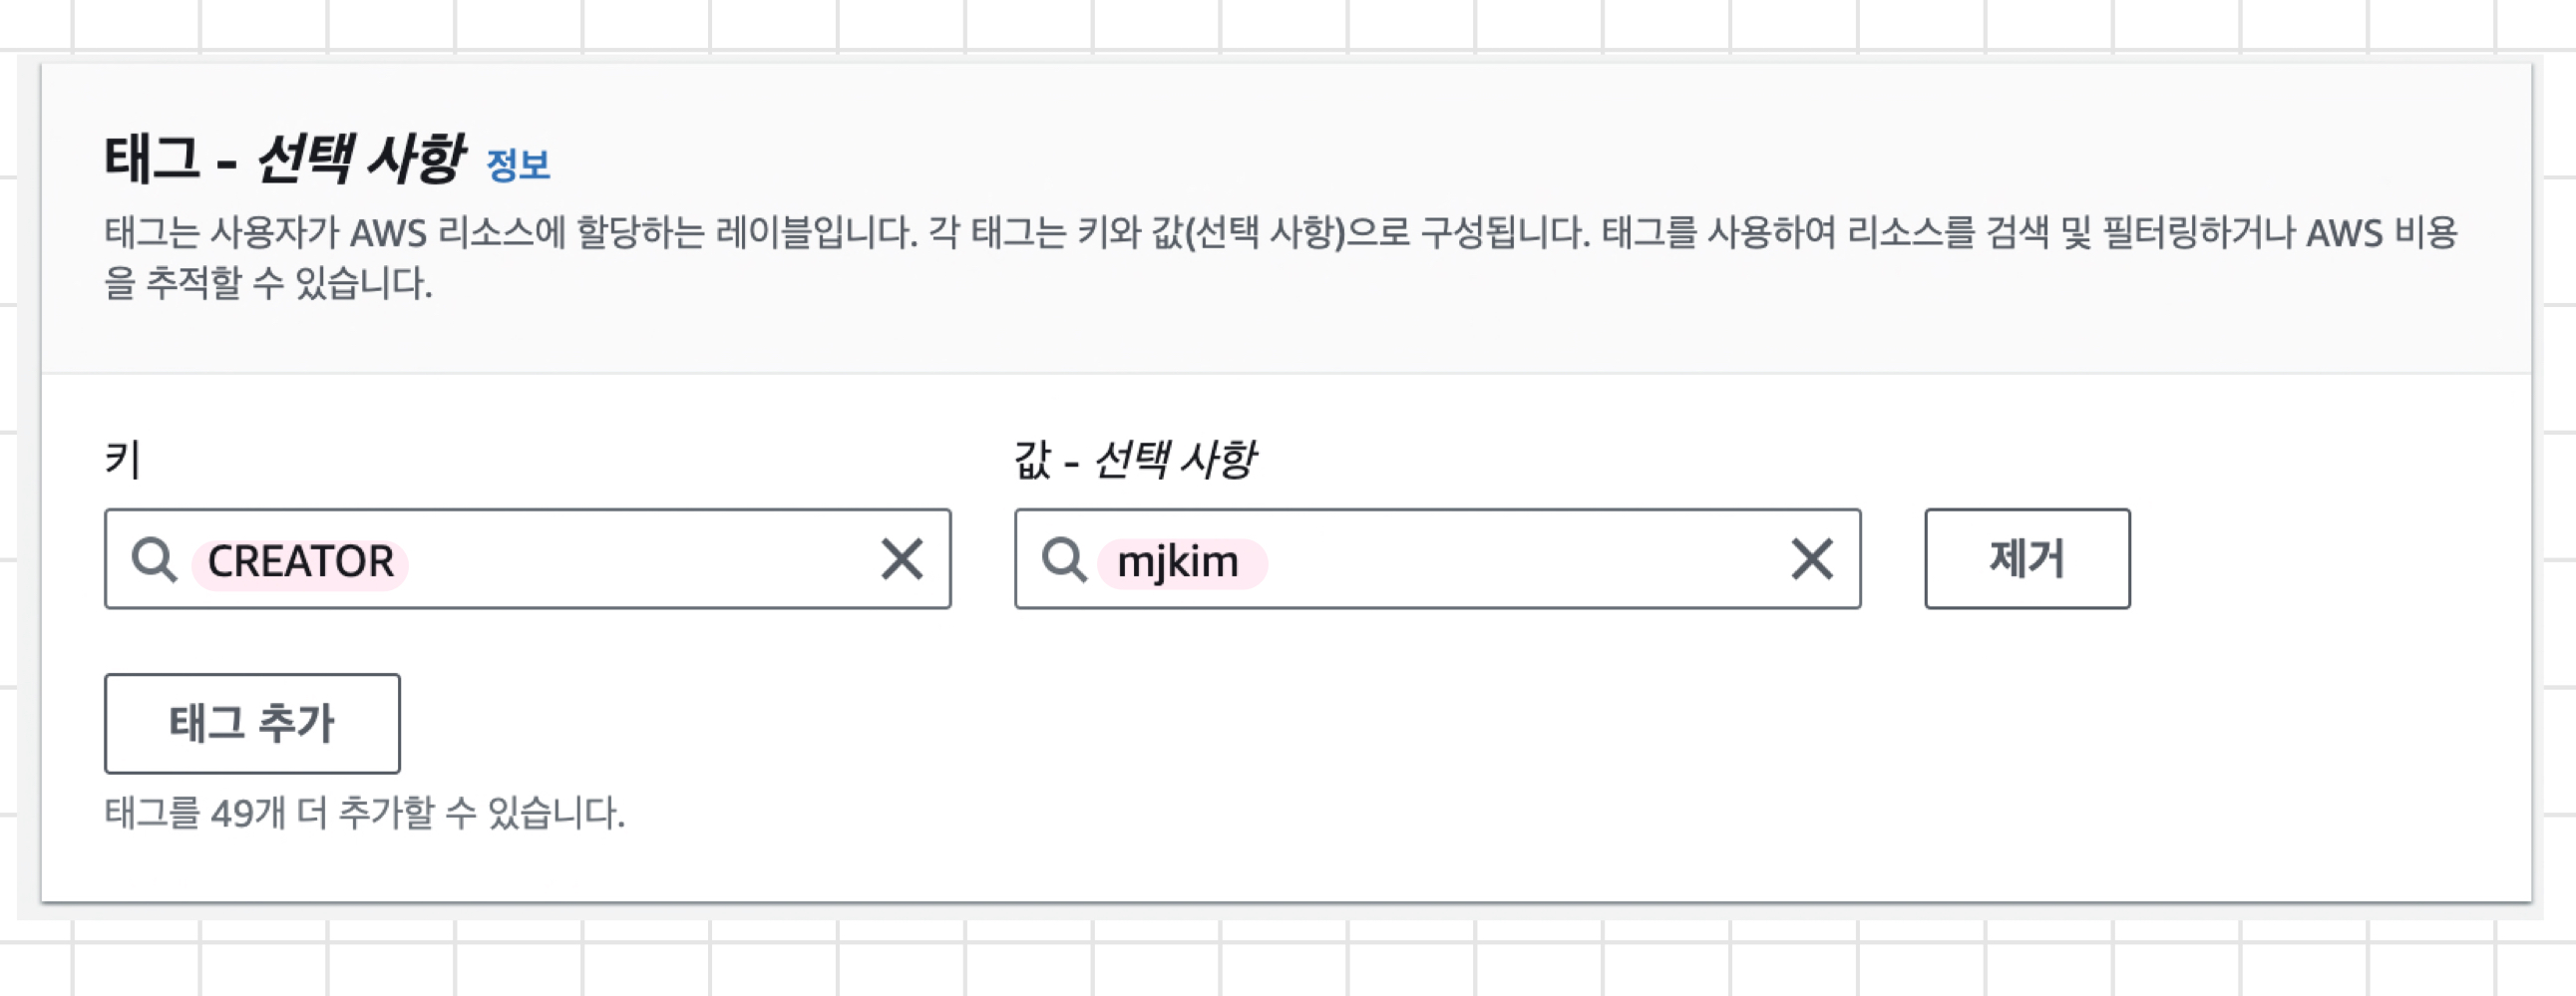 태그 - 선택 사항 정보
태그는 사용자가 AWS 리소스에 할당하는 레이블입니다. 각 태그는 키와 값(선택 사항)으로 구성됩니다. 태그를 사용하여 리소스를 검색 및 필터링하거나 AWS 비용
을 추적할 수 있습니다.
키
값 - 선택 사항
CREATOR
mjkim
제거
태그 추가
태그를 49개 더 추가할 수 있습니다.